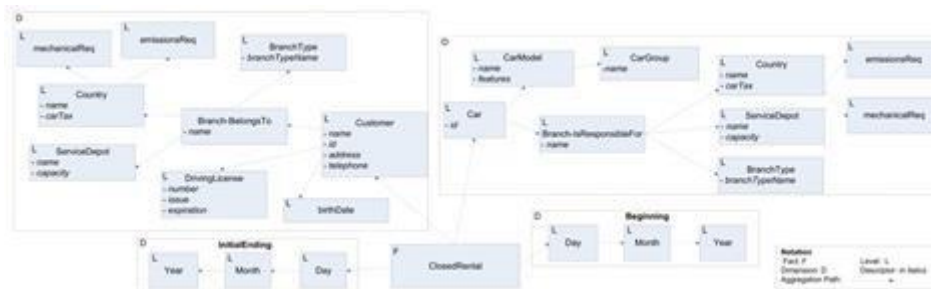 D
L
mechanicalReq
L
emissionsReq
L
BranchType
- branchTypeName
L
Country
- name
- carTax
L
Branch-BelongsTo
- name
L
Customer
- name
- id
- address
- telephone
L
ServiceDepot
- name
- capacity
L
DrivingLicense
- number
- issue
- expiration
L
birthDate
D
L
CarModel
- name
- features
L
CarGroup
-name
L
Country
- name
- carTax
L
emissionsReq
L
Car
- id
L
Branch-IsResponsibleFor
- name
L
ServiceDepot
- name
- capacity
L
mechanicalReq
L
BranchType
- branchTypeName
D
InitialEnding
L
Year
L
Month
L
Day
F
ClosedRental
D
Beginning
L
Day
L
Month
L
Year
Notation
Fact: F
Level: L
Dimension: D
Descriptor: in italics
Aggregation Path: